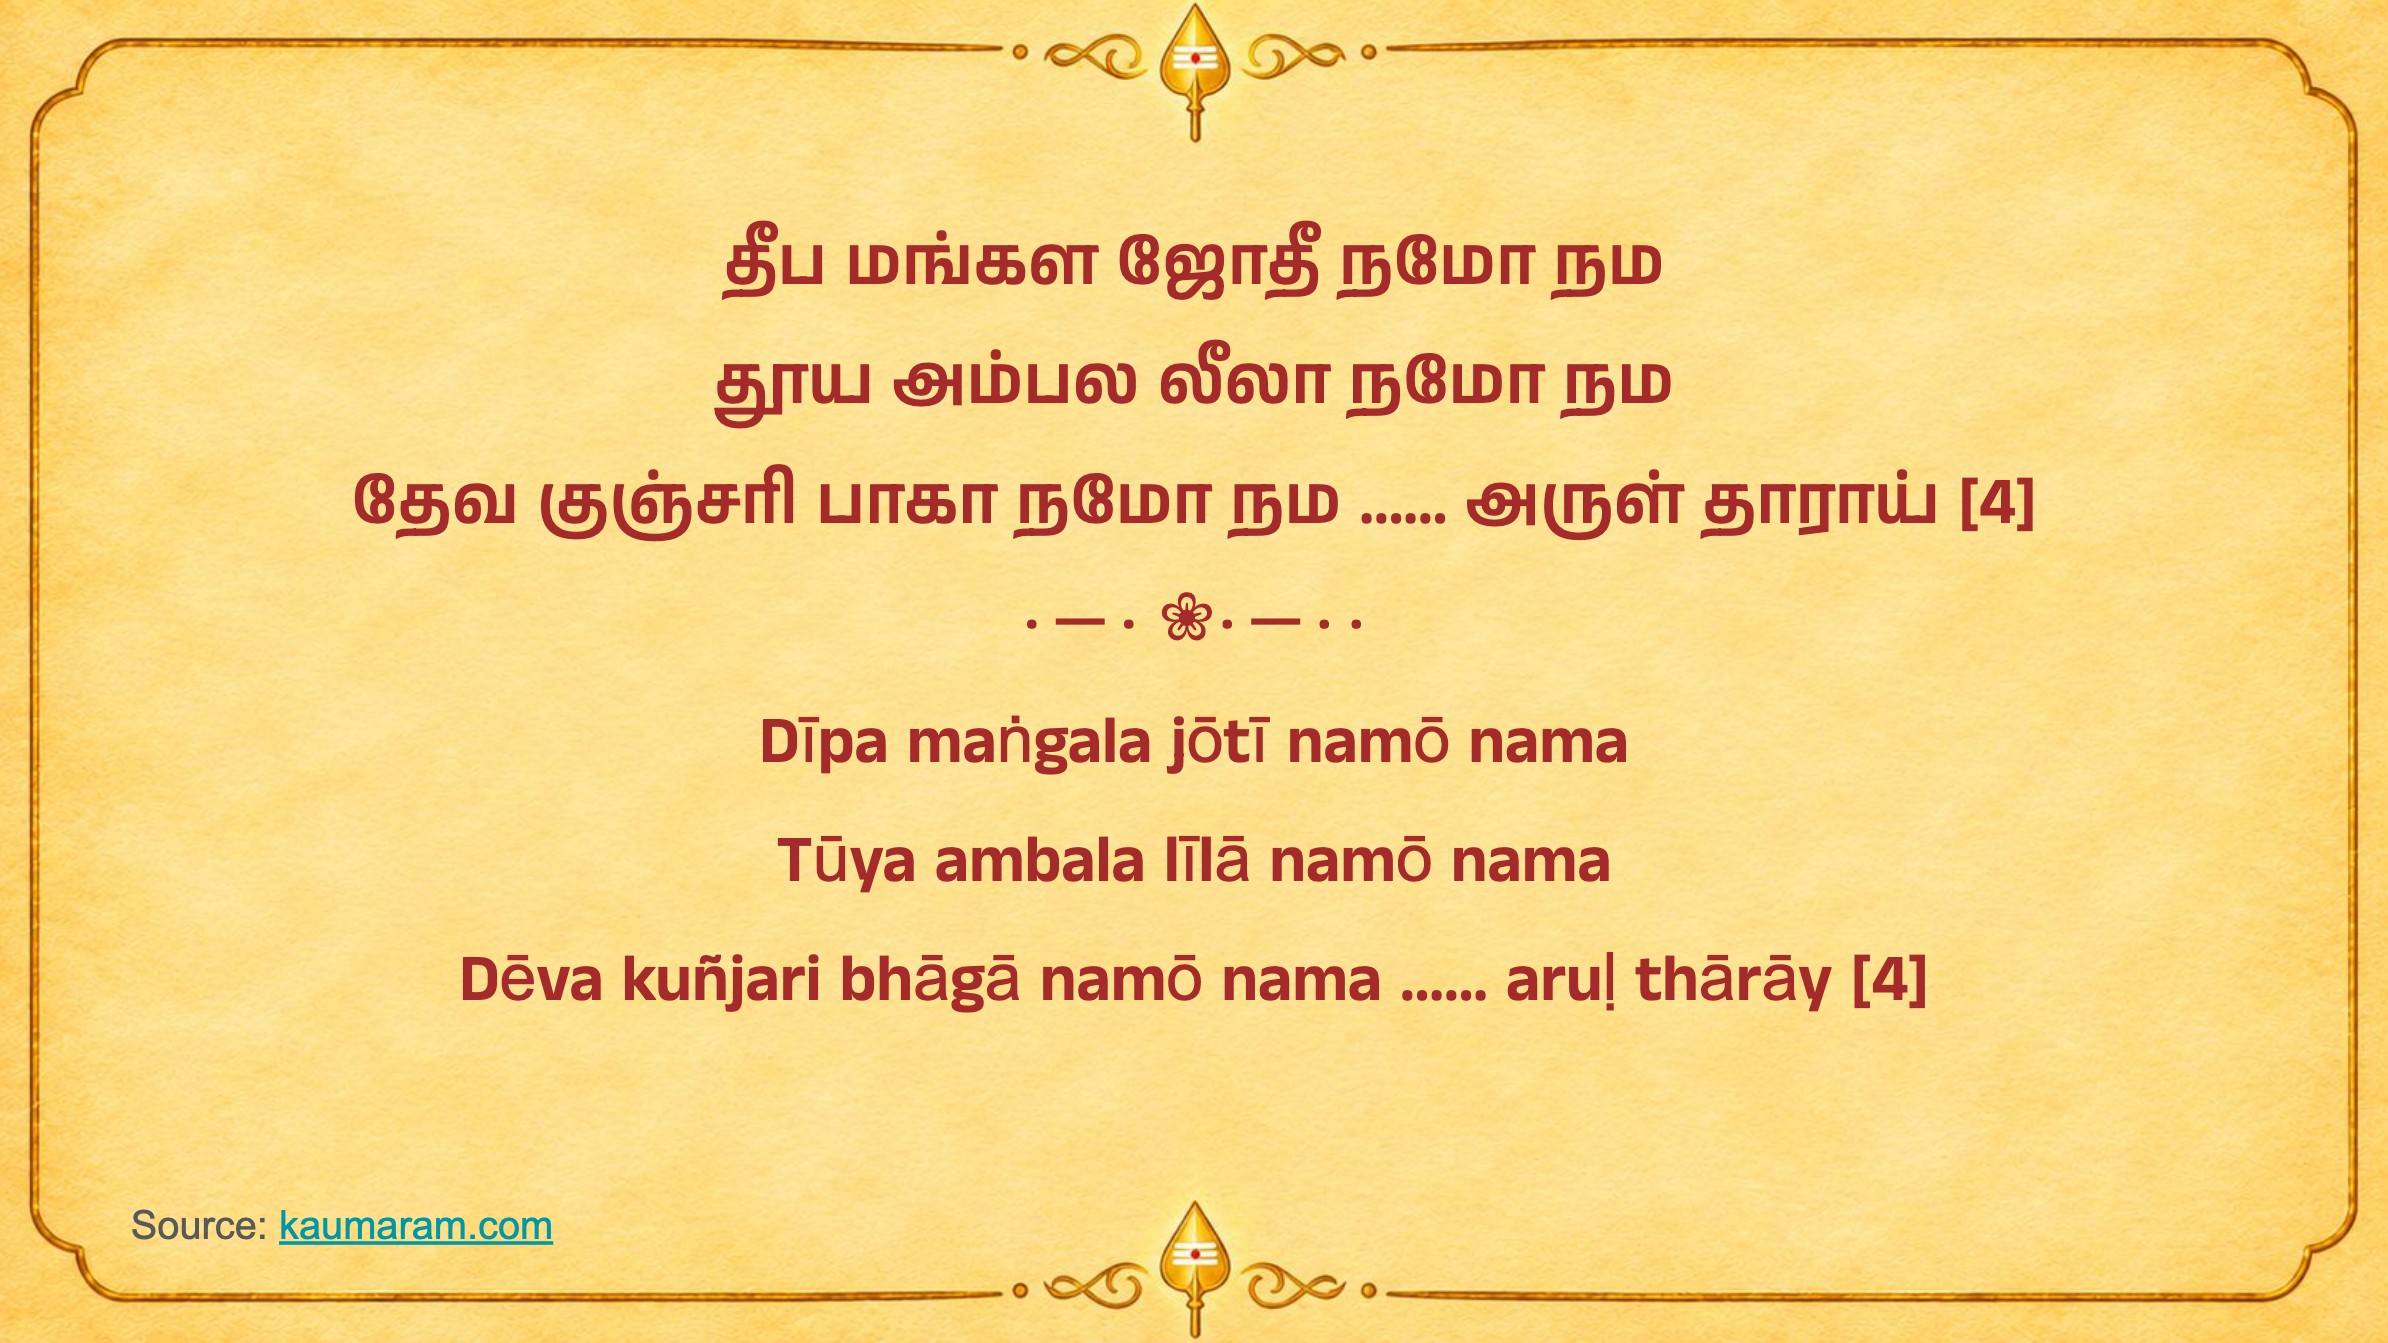 தீப மங்கள ஜோதீ நமோ நம
தூய அம்பல லீலா நமோ நம
தேவ குஞ்சரி பாகா நமோ நம ...... அருள் தாராய் [4]
· — · ❀· — · ·
Dīpa maṅgala jōtī namō nama
Tūya ambala līlā namō nama
Dēva kuñjari bhāgā namō nama ...... aruḷ thārāy [4]
Source: kaumaram.com